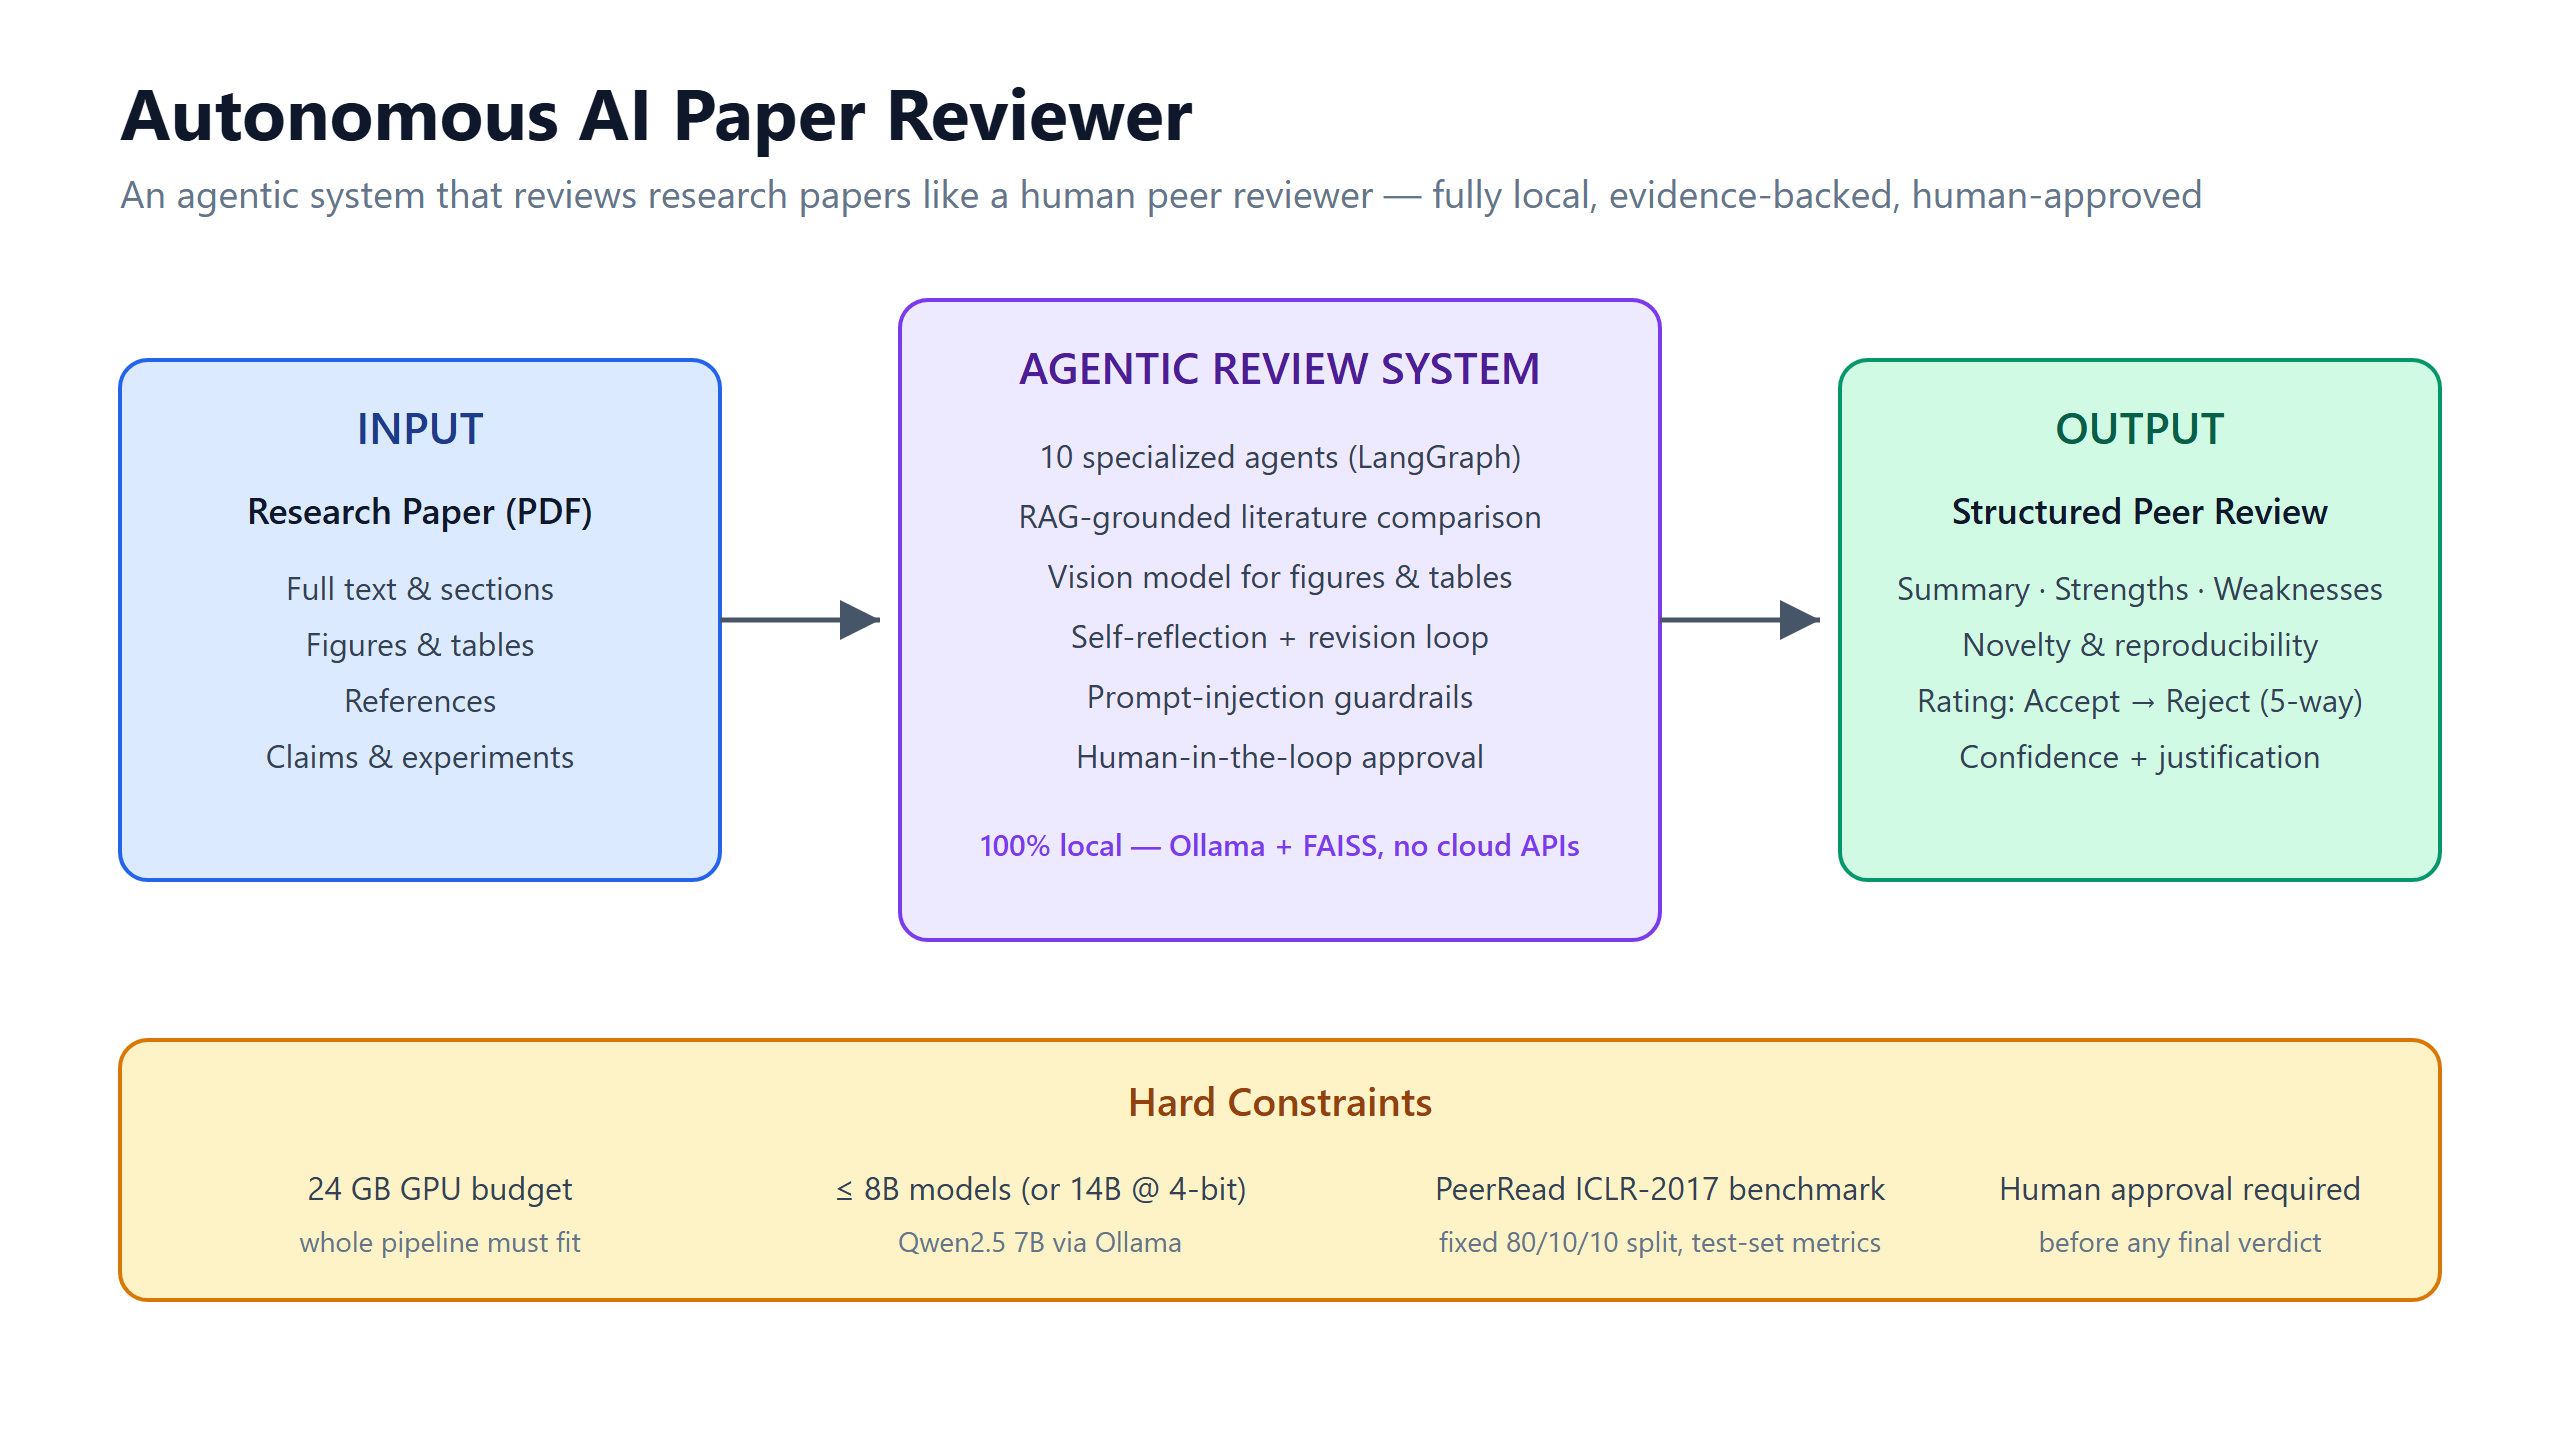 Autonomous AI Paper Reviewer
An agentic system that reviews research papers like a human peer reviewer — fully local, evidence-backed, human-approved
INPUT
Research Paper (PDF)
Full text & sections
Figures & tables
References
Claims & experiments
AGENTIC REVIEW SYSTEM
10 specialized agents (LangGraph)
RAG-grounded literature comparison
Vision model for figures & tables
Self-reflection + revision loop
Prompt-injection guardrails
Human-in-the-loop approval
100% local — Ollama + FAISS, no cloud APIs
OUTPUT
Structured Peer Review
Summary · Strengths · Weaknesses
Novelty & reproducibility
Rating: Accept → Reject (5-way)
Confidence + justification
Hard Constraints
24 GB GPU budget
whole pipeline must fit
≤ 8B models (or 14B @ 4-bit)
Qwen2.5 7B via Ollama
PeerRead ICLR-2017 benchmark
fixed 80/10/10 split, test-set metrics
Human approval required
before any final verdict